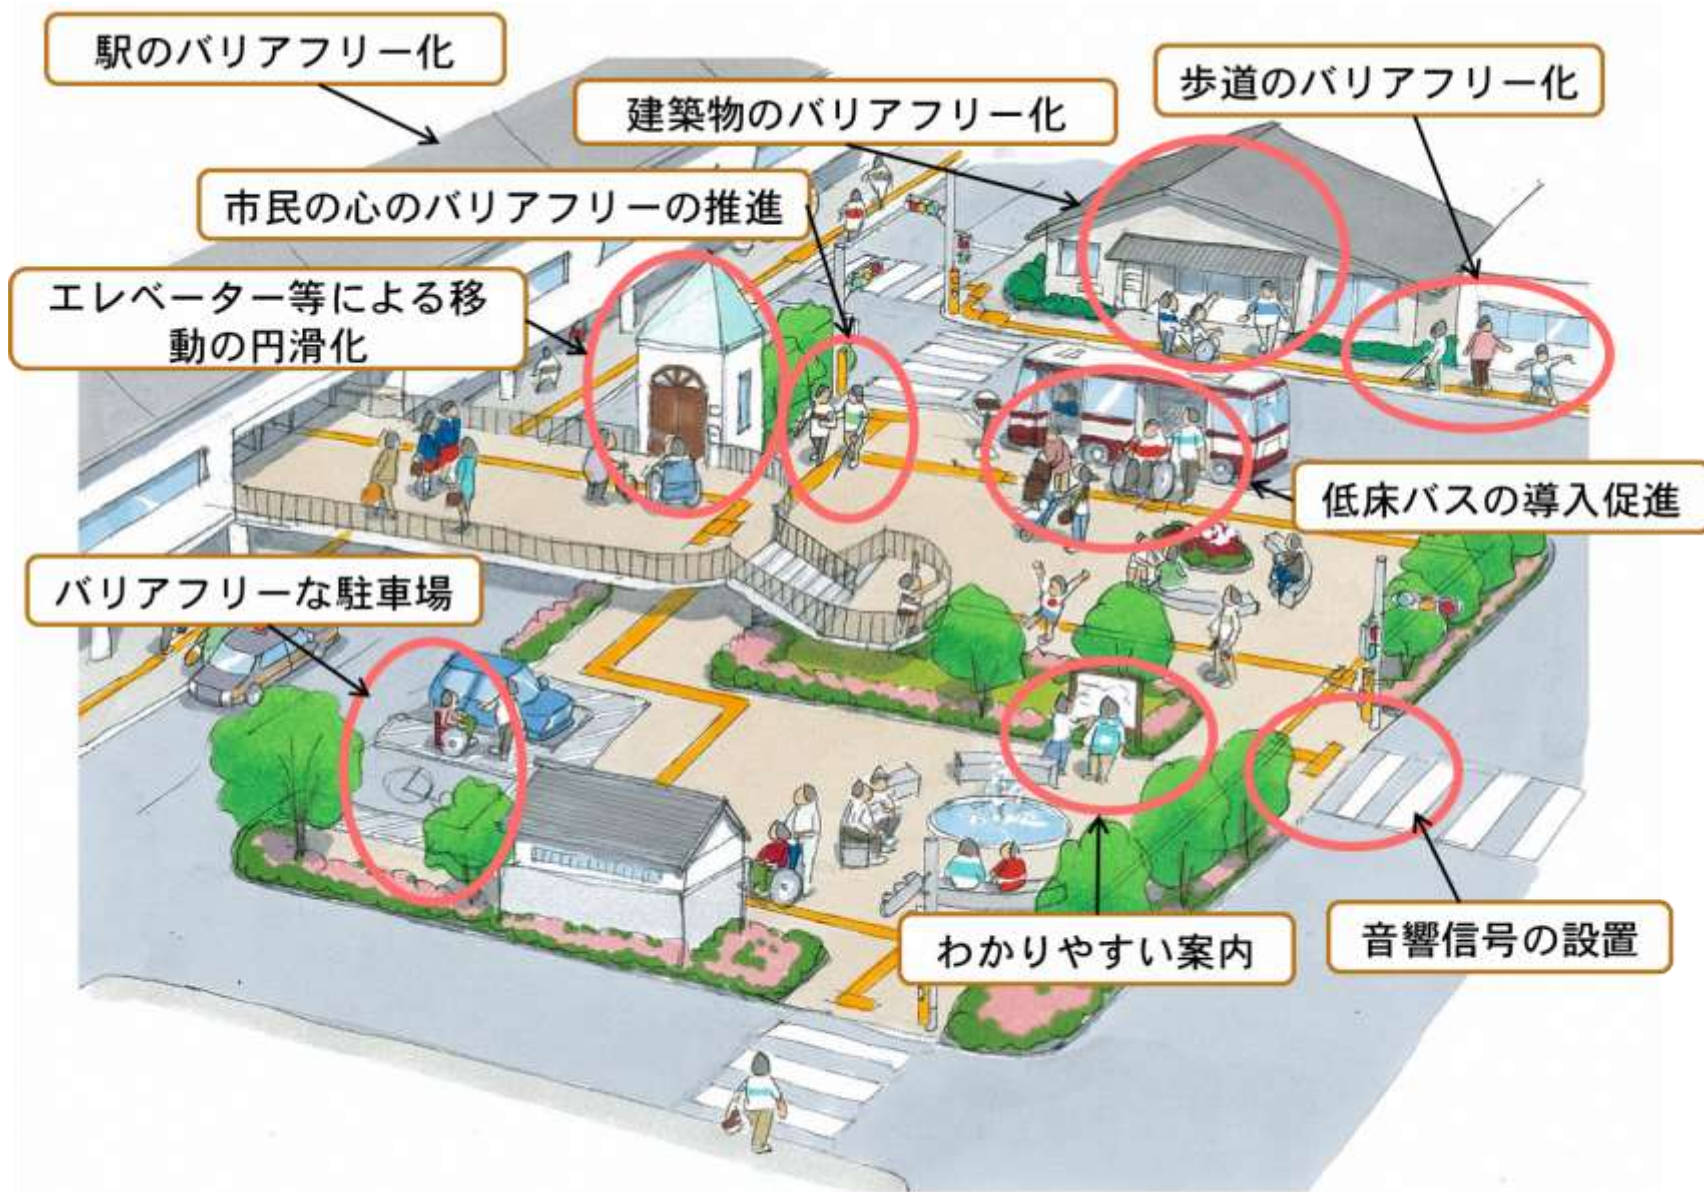 駅のバリアフリー化
建築物のバリアフリー化
歩道のバリアフリー化
市民の心のバリアフリーの推進
エレベーター等による移
動の円滑化
低床バスの導入促進
バリアフリーな駐車場
わかりやすい案内
音響信号の設置